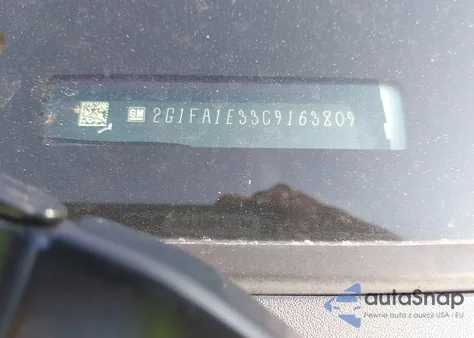 GM 2G1FA1E33C9163809
autoSnap
Pewne auta z aukcji USA i EU